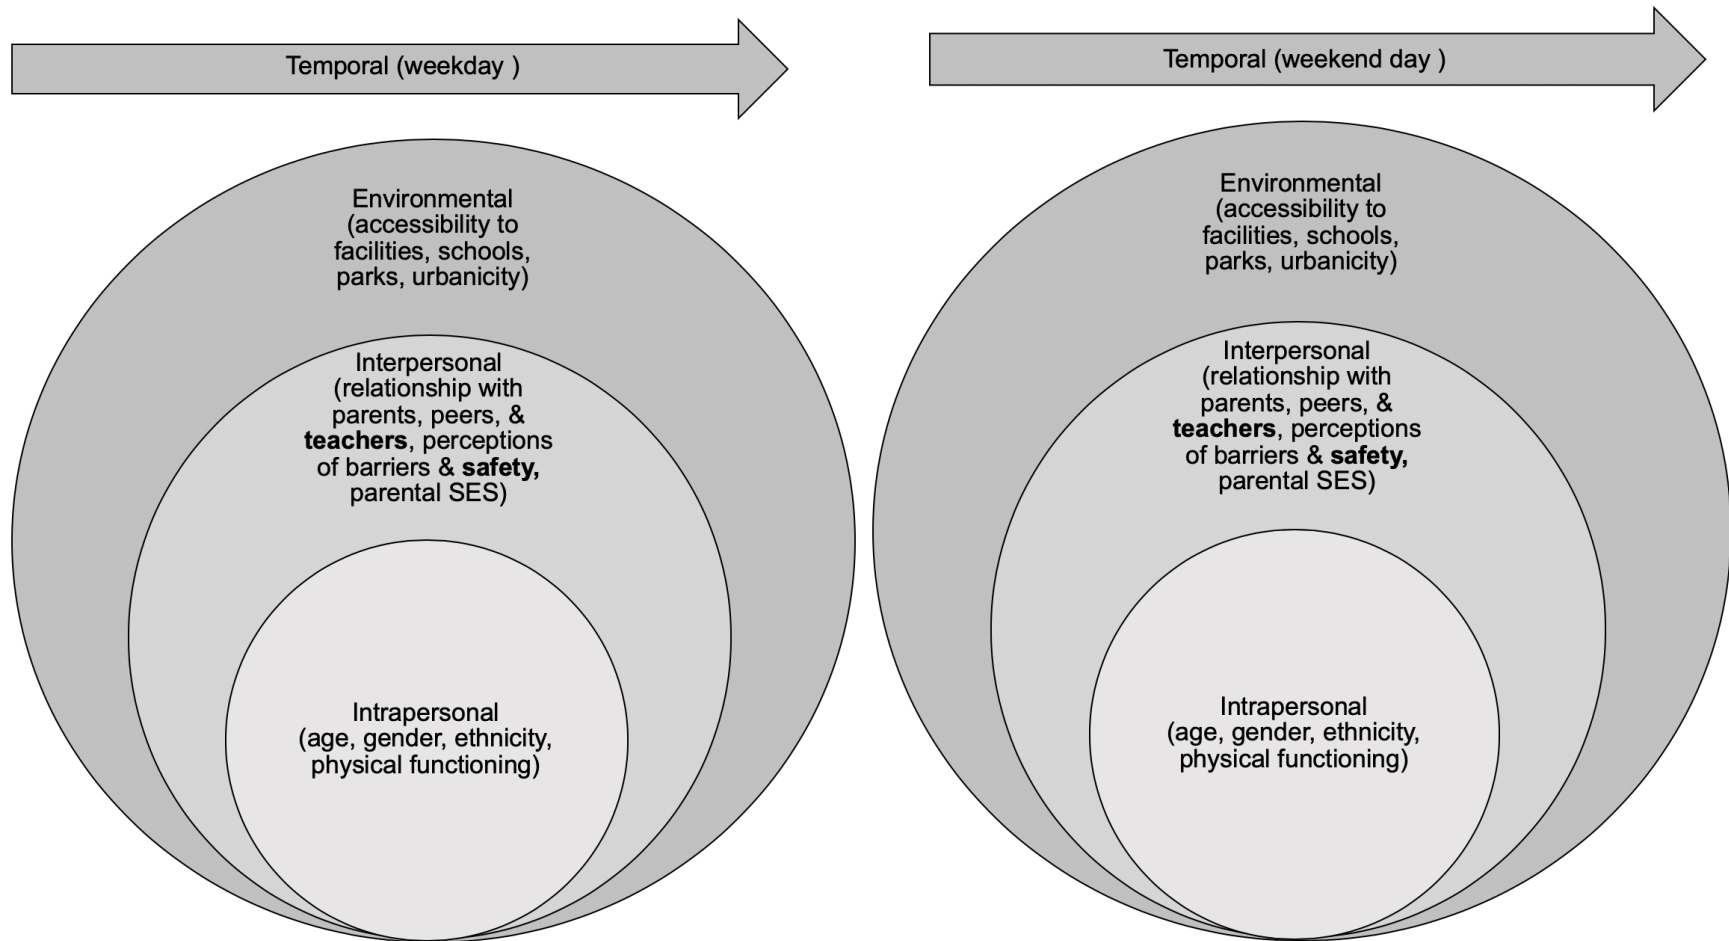 Temporal (weekday )
Environmental
(accessibility to
facilities, schools,
parks, urbanicity)
Interpersonal
(relationship with
parents, peers, &
teachers, perceptions
of barriers & safety,
parental SES)
Intrapersonal
(age, gender, ethnicity,
physical functioning)
Temporal (weekend day )
Environmental
(accessibility to
facilities, schools,
parks, urbanicity)
Interpersonal
(relationship with
parents, peers, &
teachers, perceptions
of barriers & safety,
parental SES)
Intrapersonal
(age, gender, ethnicity,
physical functioning)